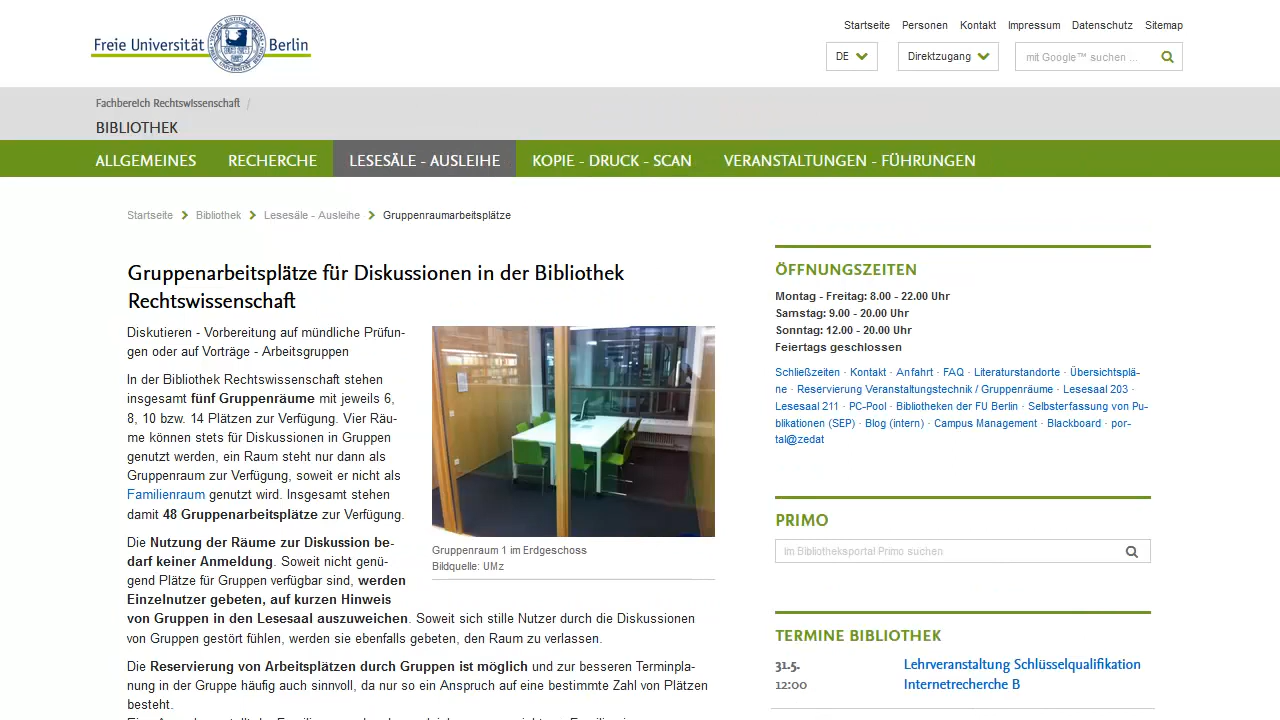 Startseite Personen Kontakt Impressum Datenschutz Sitemap
Freie Universität Berlin
DE Direktzugang mit Google™ suchen ...
Fachbereich Rechtswissenschaft /
BIBLIOTHEK
ALLGEMEINES RECHERCHE LESESÄLE - AUSLEIHE KOPIE - DRUCK - SCAN VERANSTALTUNGEN - FÜHRUNGEN
Startseite Bibliothek Lesesäle - Ausleihe Gruppenraumarbeitsplätze
Gruppenarbeitsplätze für Diskussionen in der Bibliothek
Rechtswissenschaft
Diskutieren - Vorbereitung auf mündliche Prüfun-
gen oder auf Vorträge - Arbeitsgruppen
In der Bibliothek Rechtswissenschaft stehen
insgesamt fünf Gruppenräume mit jeweils 6,
8, 10 bzw. 14 Plätzen zur Verfügung. Vier Räu-
me können stets für Diskussionen in Gruppen
genutzt werden, ein Raum steht nur dann als
Gruppenraum zur Verfügung, soweit er nicht als
Familienraum genutzt wird. Insgesamt stehen
damit 48 Gruppenarbeitsplätze zur Verfügung.
Gruppenraum 1 im Erdgeschoss
Bildquelle: UMz
Die Nutzung der Räume zur Diskussion be-
darf keiner Anmeldung. Soweit nicht genü-
gend Plätze für Gruppen verfügbar sind, werden
Einzelnutzer gebeten, auf kurzen Hinweis
von Gruppen in den Lesesaal auszuweichen. Soweit sich stille Nutzer durch die Diskussionen
von Gruppen gestört fühlen, werden sie ebenfalls gebeten, den Raum zu verlassen.
Die Reservierung von Arbeitsplätzen durch Gruppen ist möglich und zur besseren Terminpla-
nung in der Gruppe häufig auch sinnvoll, da nur so ein Anspruch auf eine bestimmte Zahl von Plätzen
besteht.
ÖFFNUNGSZEITEN
Montag - Freitag: 8.00 - 22.00 Uhr
Samstag: 9.00 - 20.00 Uhr
Sonntag: 12.00 - 20.00 Uhr
Feiertags geschlossen
Schließzeiten · Kontakt · Anfahrt · FAQ · Literaturstandorte · Übersichtsplä-
ne · Reservierung Veranstaltungstechnik / Gruppenräume · Lesesaal 203 ·
Lesesaal 211 · PC-Pool · Bibliotheken der FU Berlin · Selbsterfassung von Pu-
blikationen (SEP) · Blog (intern) · Campus Management · Blackboard · por-
tal@zedat
PRIMO
Im Bibliotheksportal Primo suchen
TERMINE BIBLIOTHEK
31.5. Lehrveranstaltung Schlüsselqualifikation
12:00 Internetrecherche B